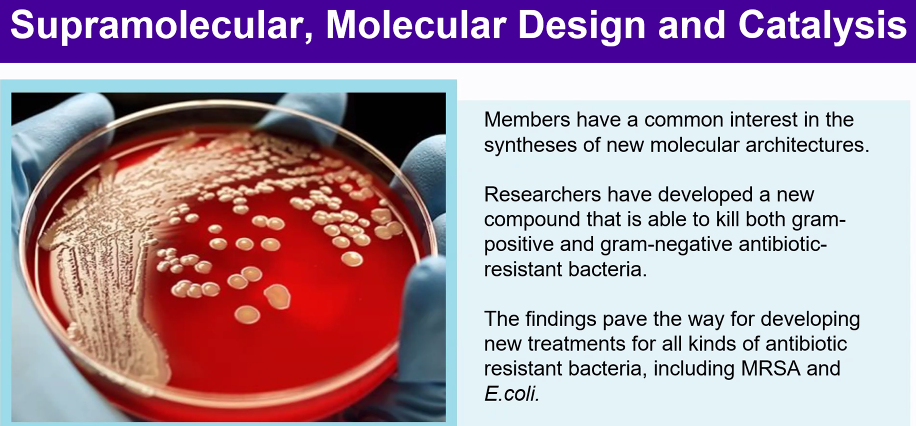 Supramolecular, Molecular Design and Catalysis
Members have a common interest in the
syntheses of new molecular architectures.
Researchers have developed a new
compound that is able to kill both gram-
positive and gram-negative antibiotic-
resistant bacteria.
The findings pave the way for developing
new treatments for all kinds of antibiotic
resistant bacteria, including MRSA and
E.coli.